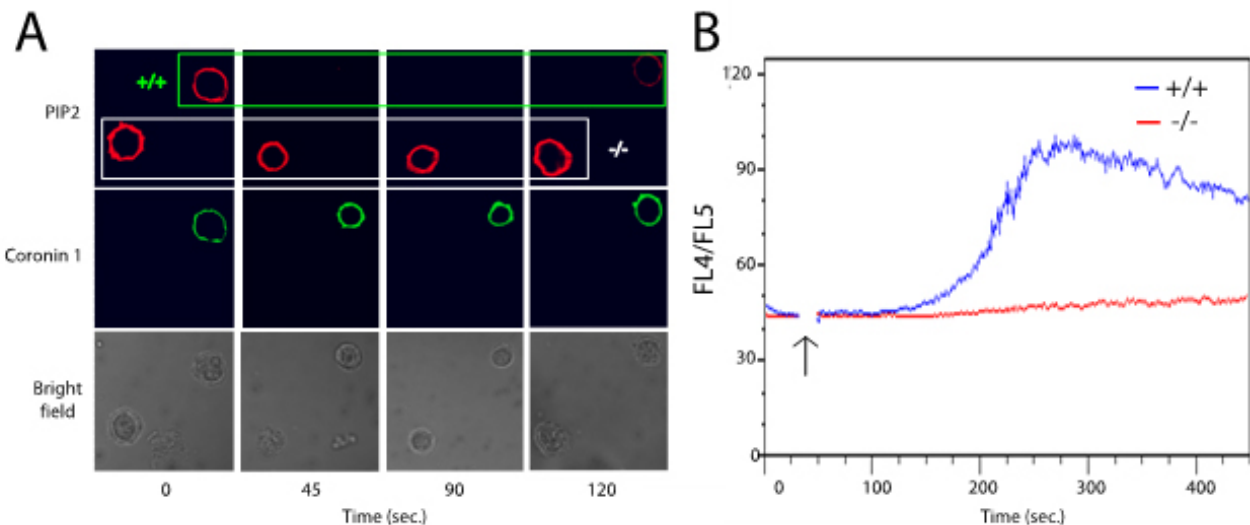 A
+/+
PIP2
-/-
Coronin 1
Bright
field
0 45 90 120
Time (sec.)
B
120
+/+
-/-
90
FL4/FL5
60
30
0
0 100 200 300 400
Time (sec.)